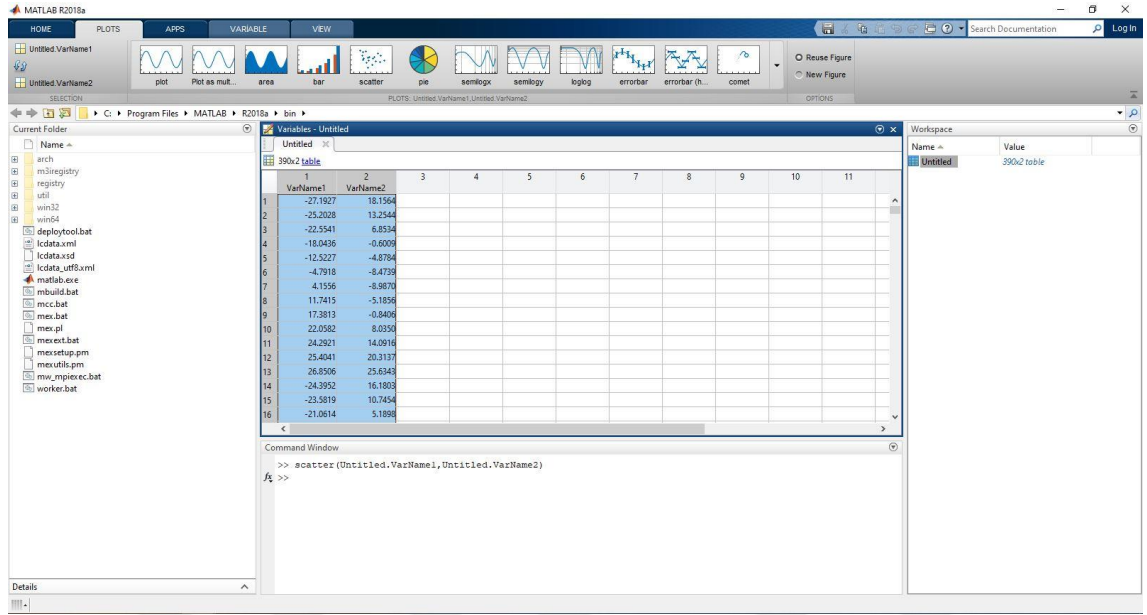 MATLAB R2018a
HOME PLOTS APPS VARIABLE VIEW Search Documentation Log In
Untitled.VarName1
Untitled.VarName2
plot Plot as mult... area bar scatter pie semilogx semilogy loglog errorbar errorbar (h... comet
Reuse Figure
New Figure
SELECTION PLOTS: Untitled.VarName1,Untitled.VarName2 OPTIONS
C: Program Files MATLAB R2018a bin
Current Folder
Name
arch
m3iregistry
registry
util
win32
win64
deploytool.bat
lcdata.xml
lcdata.xsd
lcdata_utf8.xml
matlab.exe
mbuild.bat
mcc.bat
mex.bat
mex.pl
mexext.bat
mexsetup.pm
mexutils.pm
mw_mpiexec.bat
worker.bat
Details
Variables - Untitled
Untitled
390x2 table
1 2 3 4 5 6 7 8 9 10 11
VarName1 VarName2
1 -27.1927 18.1564
2 -25.2028 13.2544
3 -22.5541 6.8534
4 -18.0436 -0.6009
5 -12.5227 -4.8784
6 -4.7918 -8.4739
7 4.1556 -8.9870
8 11.7415 -5.1856
9 17.3813 -0.8406
10 22.0582 8.0350
11 24.2921 14.0916
12 25.4041 20.3137
13 26.8506 25.6343
14 -24.3952 16.1803
15 -23.5819 10.7454
16 -21.0614 5.1898
Command Window
>> scatter(Untitled.VarName1,Untitled.VarName2)
fx >>
Workspace
Name Value
Untitled 390x2 table